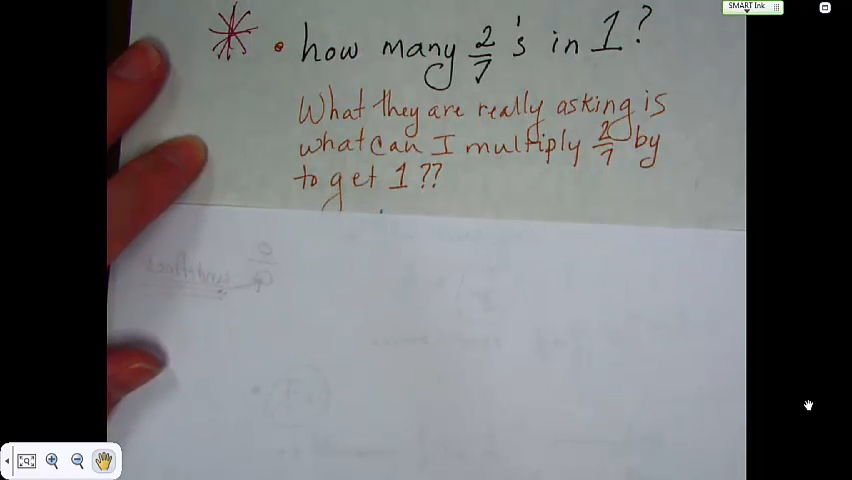 SMART Ink
how many 2/7's in 1?
What they are really asking is
what can I multiply 2/7 by
to get 1??